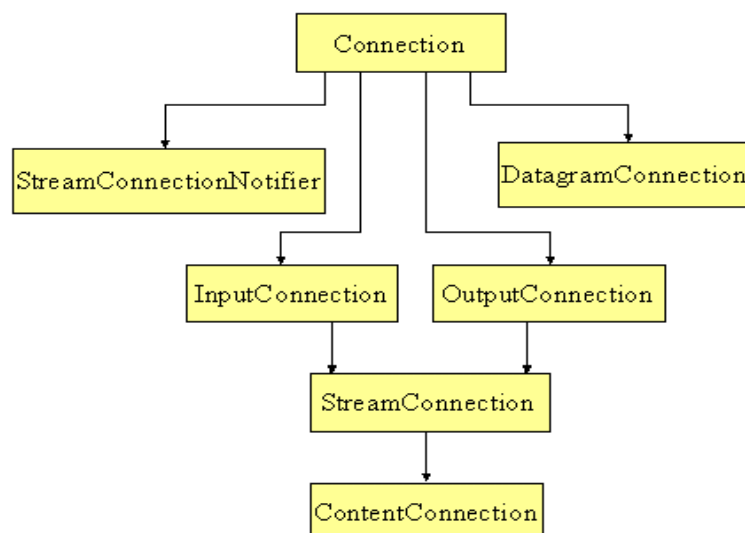 Connection
StreamConnectionNotifier
DatagramConnection
InputConnection
OutputConnection
StreamConnection
ContentConnection